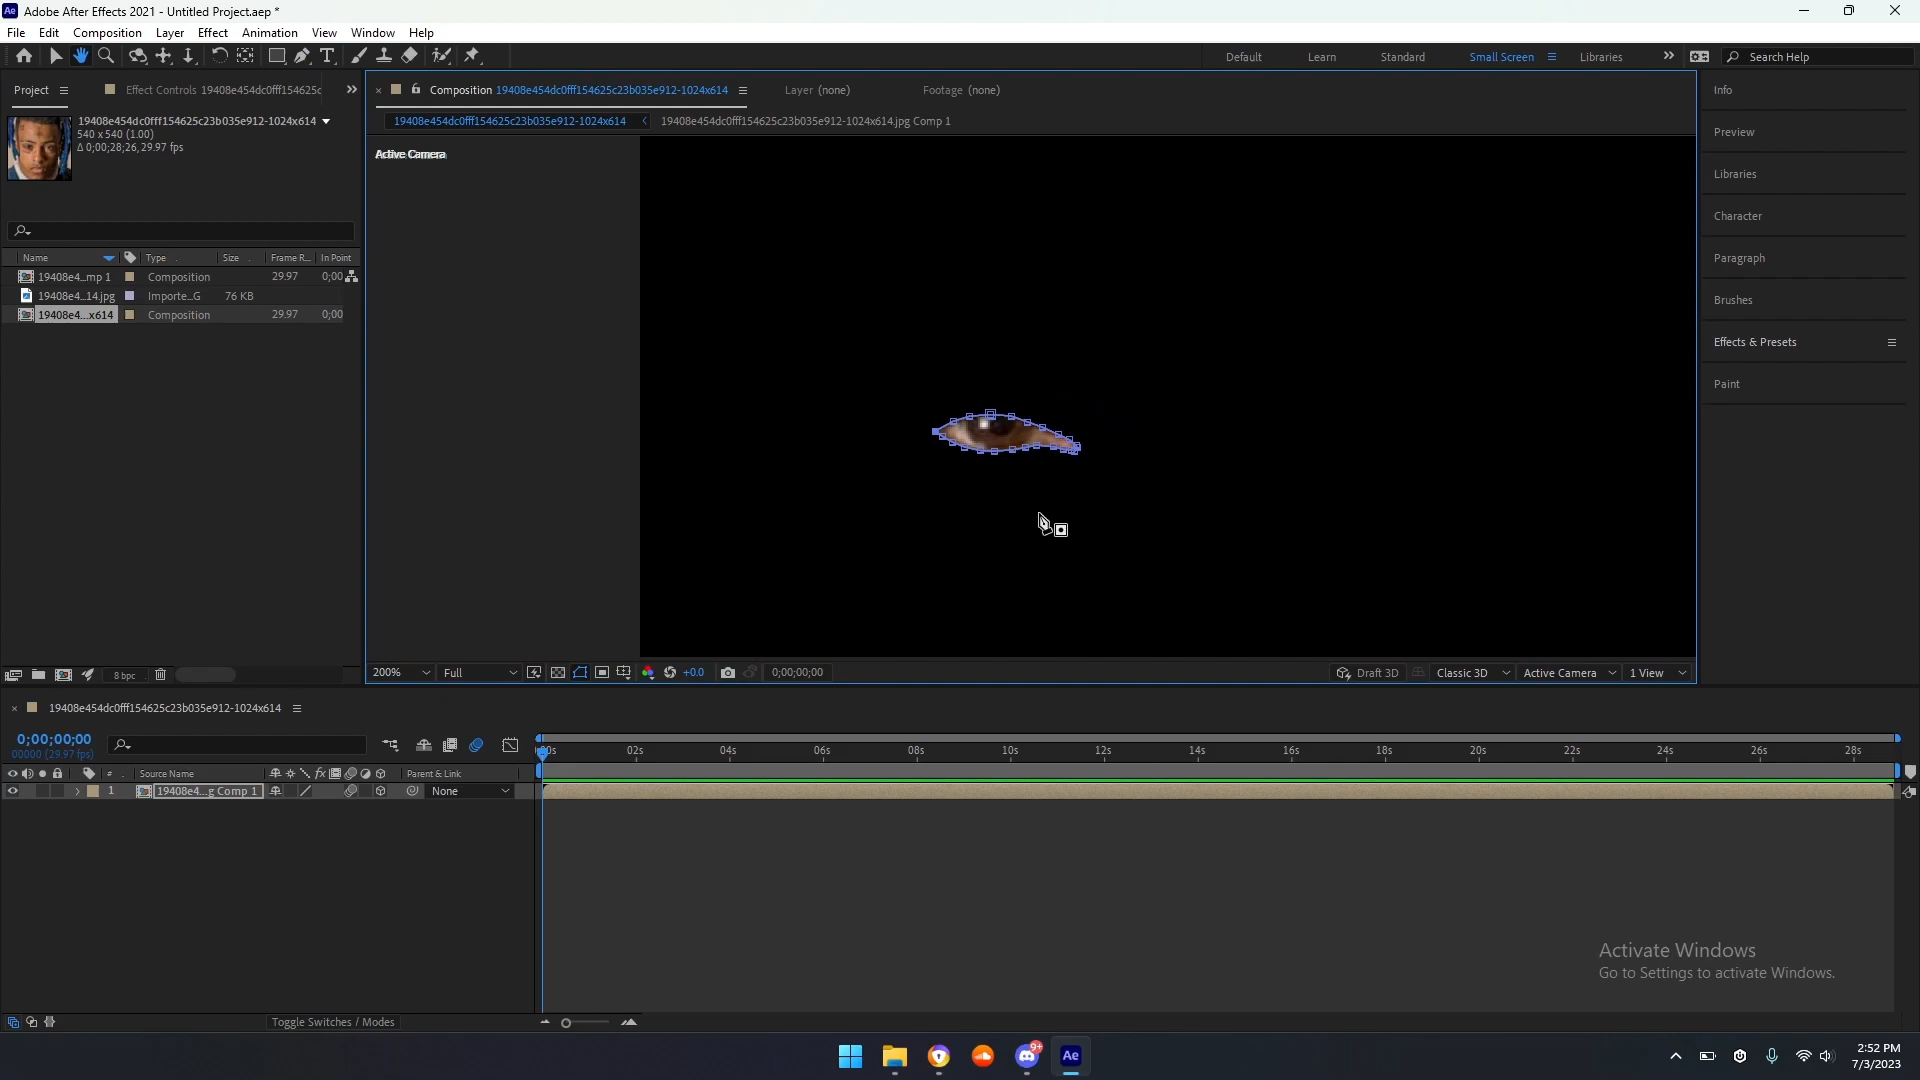 Adobe After Effects 2021 - Untitled Project.aep *
File Edit Composition Layer Effect Animation View Window Help
Default Learn Standard Small Screen Libraries Search Help
Project Effect Controls 19408e454dc0fff154625c
Composition 19408e454dc0fff154625c23b035e912-1024x614 Layer (none) Footage (none)
19408e454dc0fff154625c23b035e912-1024x614
540 x 540 (1.00)
Δ 0;00;28;26, 29.97 fps
19408e454dc0fff154625c23b035e912-1024x614 19408e454dc0fff154625c23b035e912-1024x614.jpg Comp 1
Active Camera
Name Type Size Frame R... In Point
19408e4...mp 1 Composition 29.97 0;00
19408e4...14.jpg Importe...G 76 KB
19408e4...x614 Composition 29.97 0;00
Info
Preview
Libraries
Character
Paragraph
Brushes
Effects & Presets
Paint
8 bpc
200% Full +0.0 0;00;00;00 Draft 3D Classic 3D Active Camera 1 View
19408e454dc0fff154625c23b035e912-1024x614
0;00;00;00
00000 (29.97 fps)
:00s 02s 04s 06s 08s 10s 12s 14s 16s 18s 20s 22s 24s 26s 28s
# Source Name fx Parent & Link
1 19408e4...g Comp 1 None
Activate Windows
Go to Settings to activate Windows.
Toggle Switches / Modes
9+
Ae
2:52 PM
7/3/2023